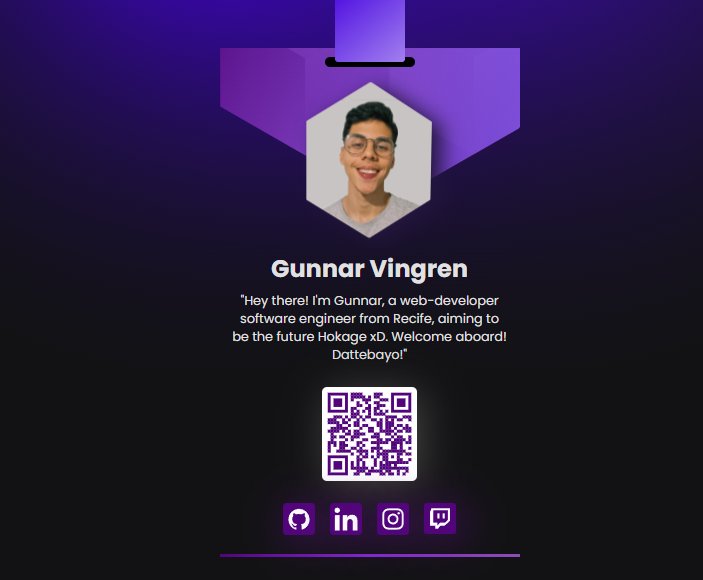 Gunnar Vingren
"Hey there! I'm Gunnar, a web-developer
software engineer from Recife, aiming to
be the future Hokage xD. Welcome aboard!
Dattebayo!"
in